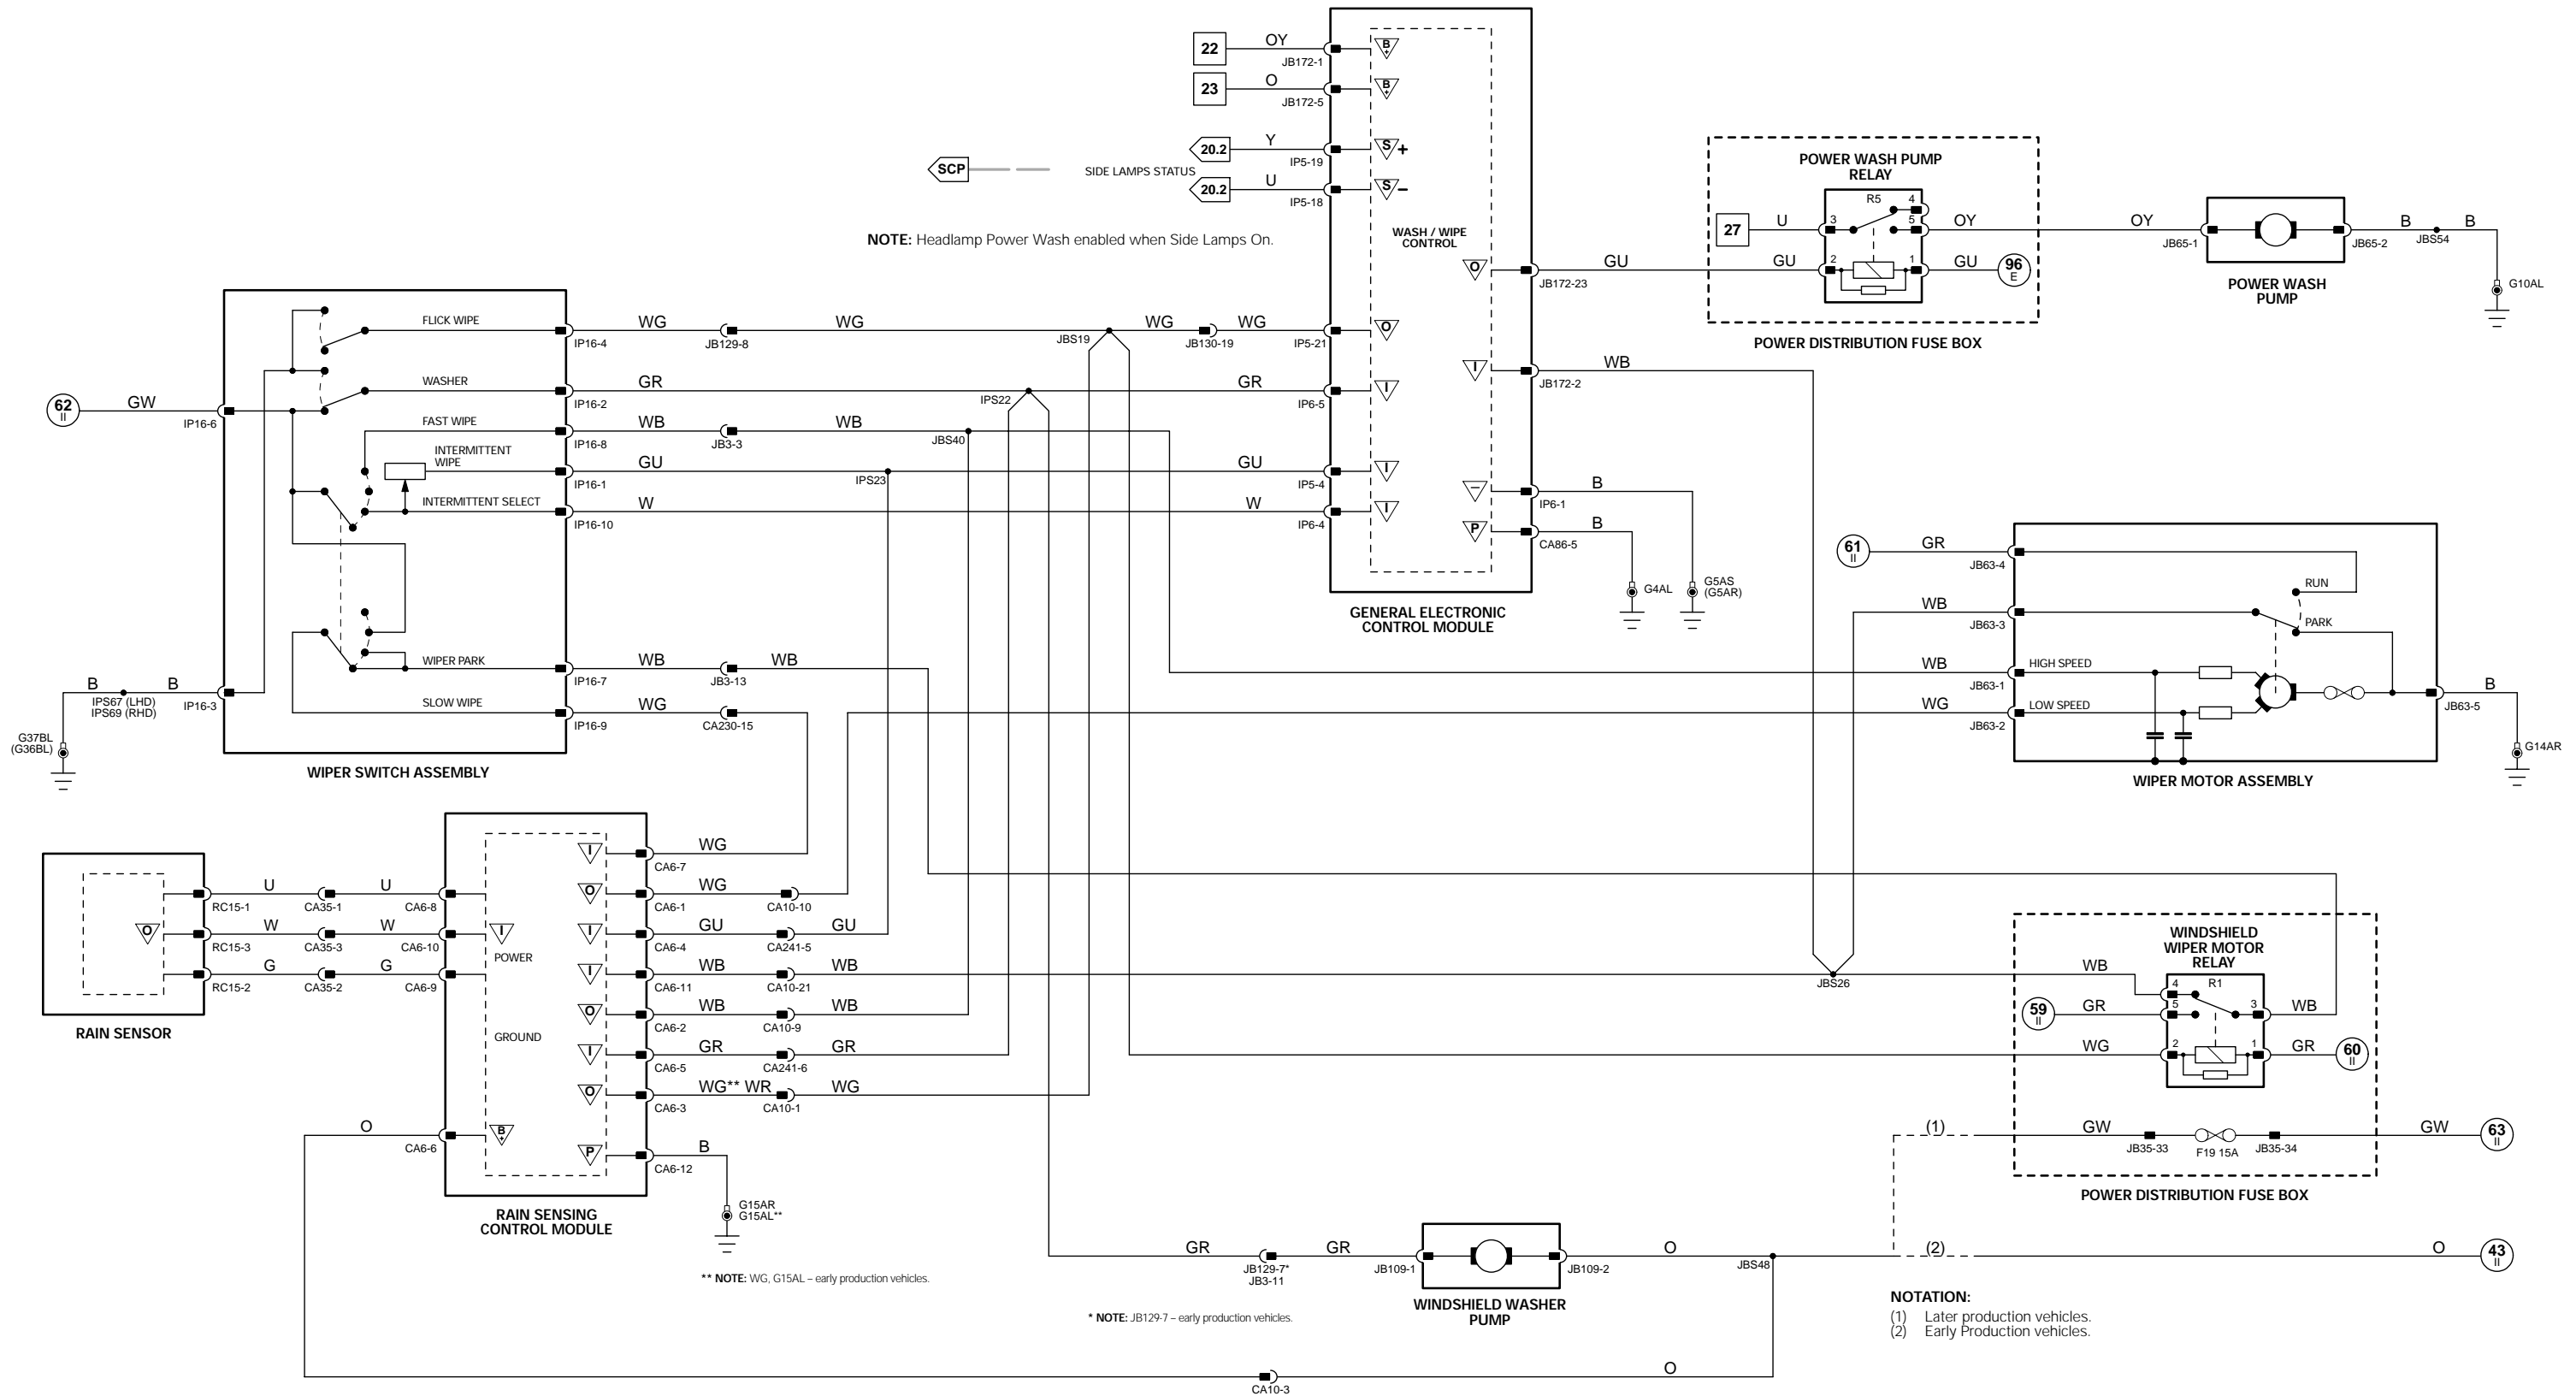 22
OY
JB172-1
B
+
23
O
JB172-5
B
+
SCP
SIDE LAMPS STATUS
20.2
Y
IP5-19
S +
20.2
U
IP5-18
S –
NOTE: Headlamp Power Wash enabled when Side Lamps On.
WASH / WIPE
CONTROL
O
JB172-23
GU
I
JB172-2
WB
–
IP6-1
B
P
CA86-5
B
G4AL
G5AS
(G5AR)
GENERAL ELECTRONIC
CONTROL MODULE
POWER WASH PUMP
RELAY
R5
27
U
3
4
5
OY
OY
JB65-1
GU
2
1
GU
96
E
POWER DISTRIBUTION FUSE BOX
POWER WASH
PUMP
JB65-2
B
JBS54
B
G10AL
62
II
GW
IP16-6
B
IPS67 (LHD)
IPS69 (RHD)
B
IP16-3
G37BL
(G36BL)
FLICK WIPE
IP16-4
WG
JB129-8
WG
JBS19
WG
JB130-19
WG
IP5-21
O
WASHER
IP16-2
GR
IPS22
GR
IP6-5
I
FAST WIPE
IP16-8
WB
JB3-3
WB
JBS40
INTERMITTENT
WIPE
IP16-1
GU
IPS23
GU
IP5-4
I
INTERMITTENT SELECT
IP16-10
W
W
IP6-4
I
WIPER PARK
IP16-7
WB
JB3-13
WB
SLOW WIPE
IP16-9
WG
CA230-15
WIPER SWITCH ASSEMBLY
61
II
GR
JB63-4
RUN
WB
JB63-3
PARK
WB
JB63-1
HIGH SPEED
WG
JB63-2
LOW SPEED
JB63-5
B
G14AR
WIPER MOTOR ASSEMBLY
RAIN SENSOR
O
RC15-1
U
CA35-1
U
CA6-8
RC15-3
W
CA35-3
W
CA6-10
I
POWER
RC15-2
G
CA35-2
G
CA6-9
GROUND
O
CA6-6
B
+
I
CA6-7
WG
O
CA6-1
WG
CA10-10
I
CA6-4
GU
CA241-5
GU
I
CA6-11
WB
CA10-21
WB
JBS26
O
CA6-2
WB
CA10-9
WB
I
CA6-5
GR
CA241-6
GR
O
CA6-3
WG** WR
CA10-1
WG
P
CA6-12
B
G15AR
G15AL**
RAIN SENSING
CONTROL MODULE
** NOTE: WG, G15AL – early production vehicles.
WINDSHIELD
WIPER MOTOR
RELAY
R1
WB
4
59
II
GR
5
3
WB
WG
2
1
GR
60
II
(1)
GW
JB35-33
F19 15A
JB35-34
GW
63
II
POWER DISTRIBUTION FUSE BOX
GR
JB129-7*
JB3-11
GR
JB109-1
JB109-2
O
JBS48
(2)
O
43
II
WINDSHIELD WASHER
PUMP
* NOTE: JB129-7 – early production vehicles.
NOTATION:
(1) Later production vehicles.
(2) Early Production vehicles.
CA10-3
O